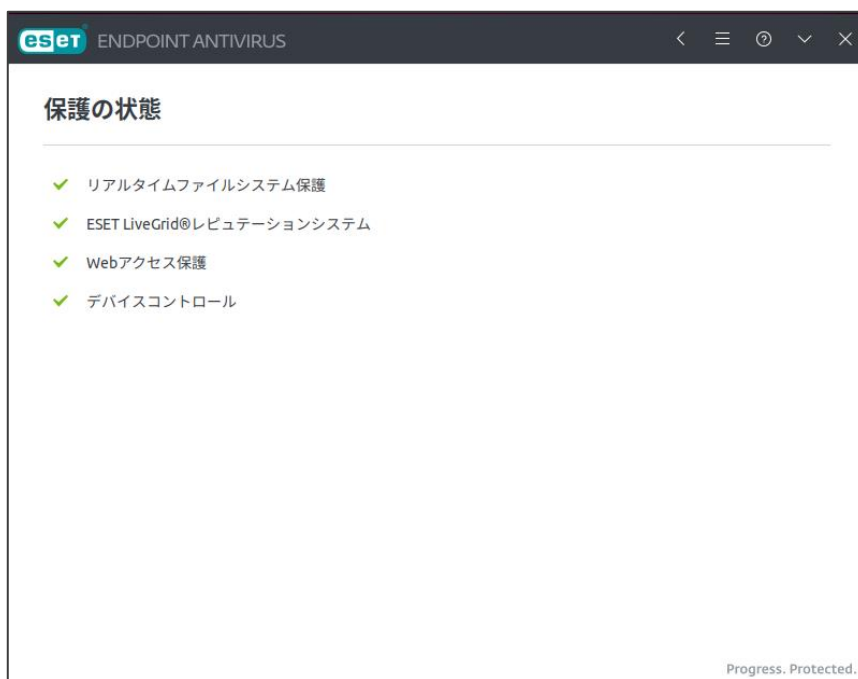 eset ENDPOINT ANTIVIRUS
保護の状態
リアルタイムファイルシステム保護
ESET LiveGrid®レピュテーションシステム
Webアクセス保護
デバイスコントロール
Progress. Protected.